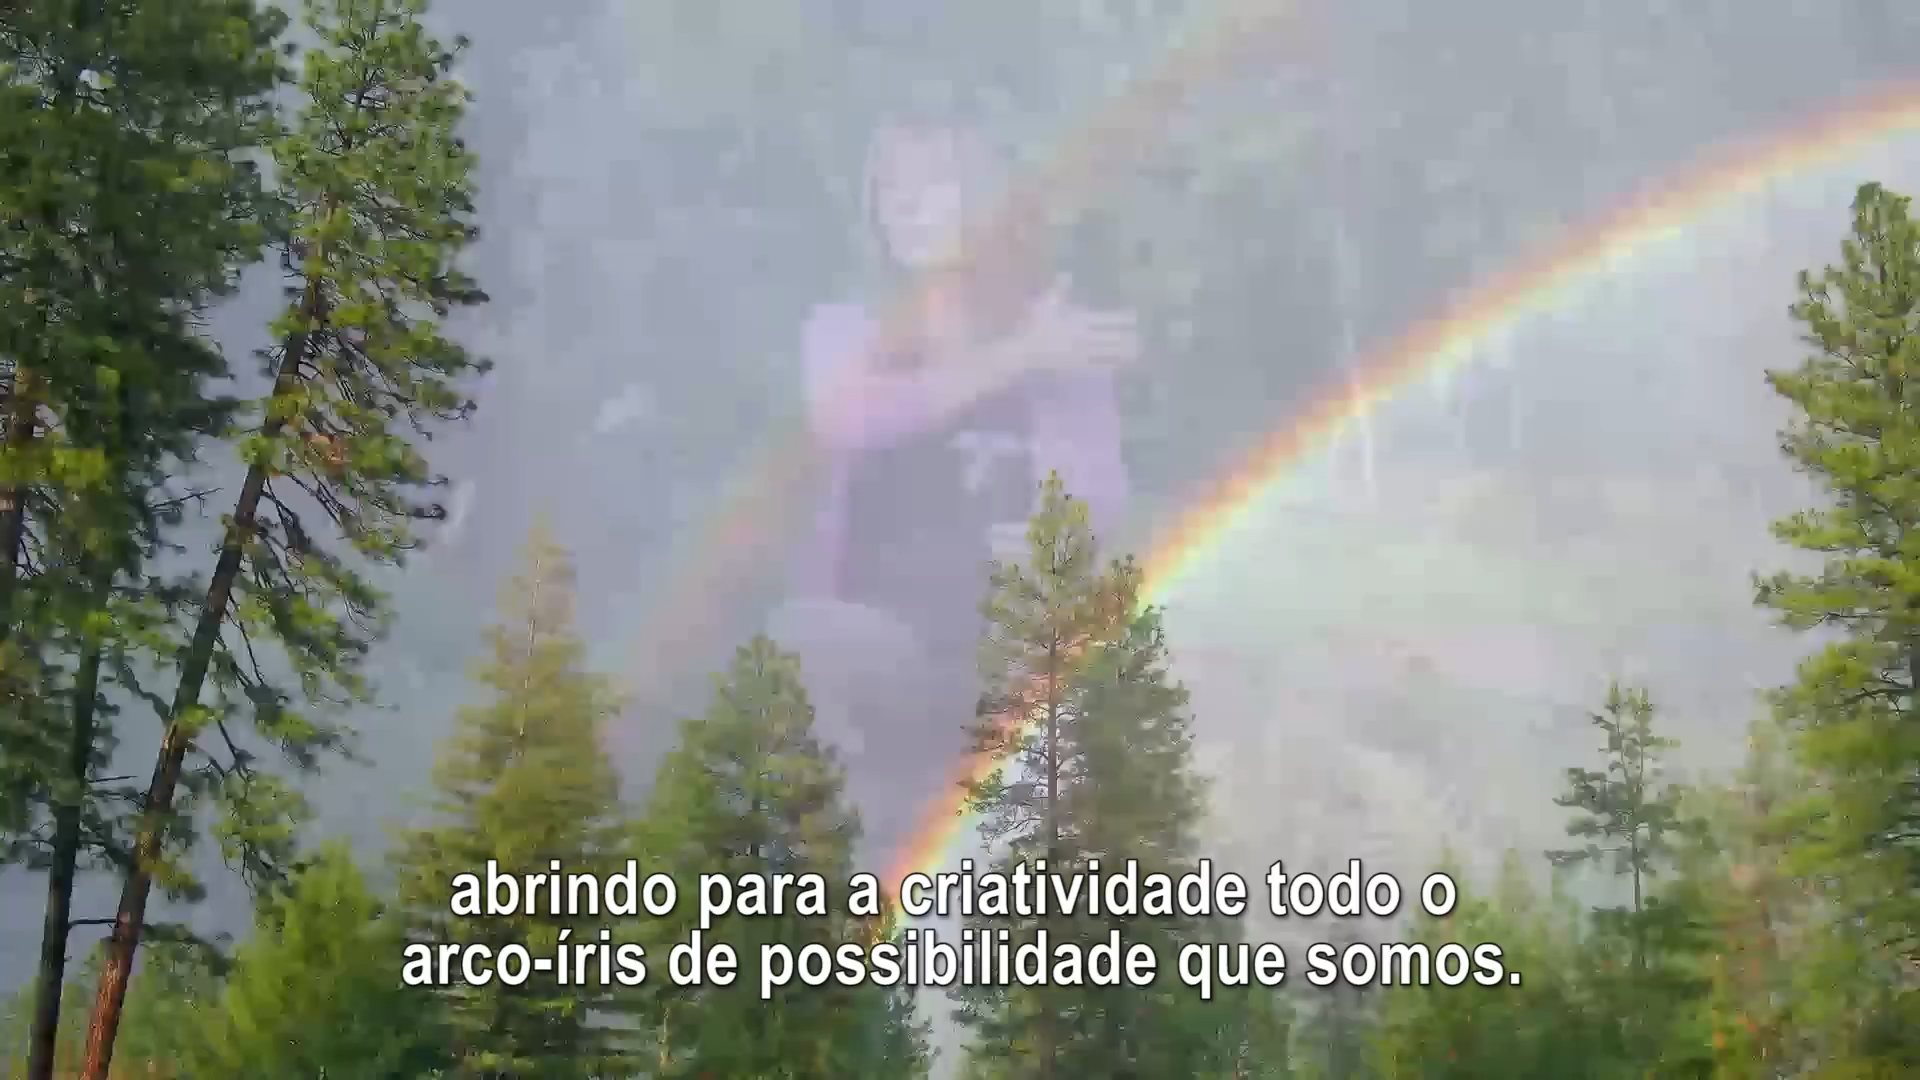 abrindo para a criatividade todo o
arco-íris de possibilidade que somos.